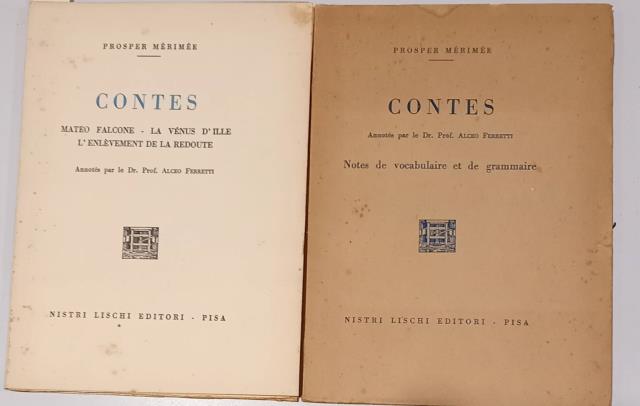 PROSPER MÉRIMÉE
CONTES
MATEO FALCONE - LA VÉNUS D'ILLE
L'ENLÈVEMENT DE LA REDOUTE
Annotés par le Dr. Prof. ALCEO FERRETTI
NISTRI LISCHI EDITORI - PISA
PROSPER MÉRIMÉE
CONTES
Annotés par le Dr. Prof. ALCEO FERRETTI
Notes de vocabulaire et de grammaire
NISTRI LISCHI EDITORI - PISA